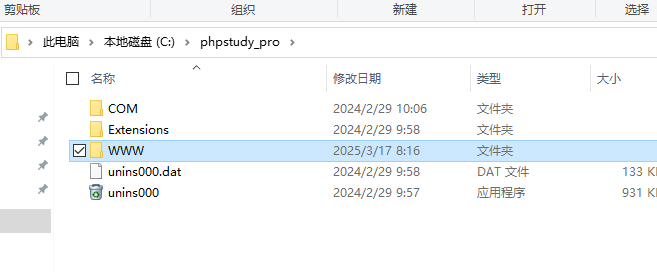 剪贴板 组织 新建 打开 选择
此电脑 本地磁盘 (C:) phpstudy_pro
名称 修改日期 类型 大小
COM 2024/2/29 10:06 文件夹
Extensions 2024/2/29 9:58 文件夹
WWW 2025/3/17 8:16 文件夹
unins000.dat 2024/2/29 9:58 DAT 文件 133
unins000 2024/2/29 9:57 应用程序 931